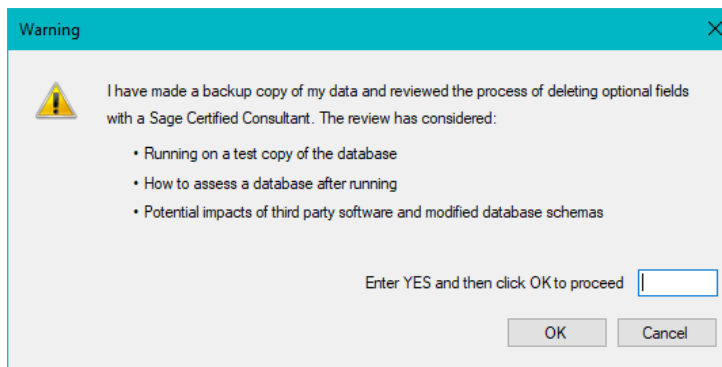 Warning
I have made a backup copy of my data and reviewed the process of deleting optional fields
with a Sage Certified Consultant. The review has considered:
• Running on a test copy of the database
• How to assess a database after running
• Potential impacts of third party software and modified database schemas
Enter YES and then click OK to proceed
OK Cancel